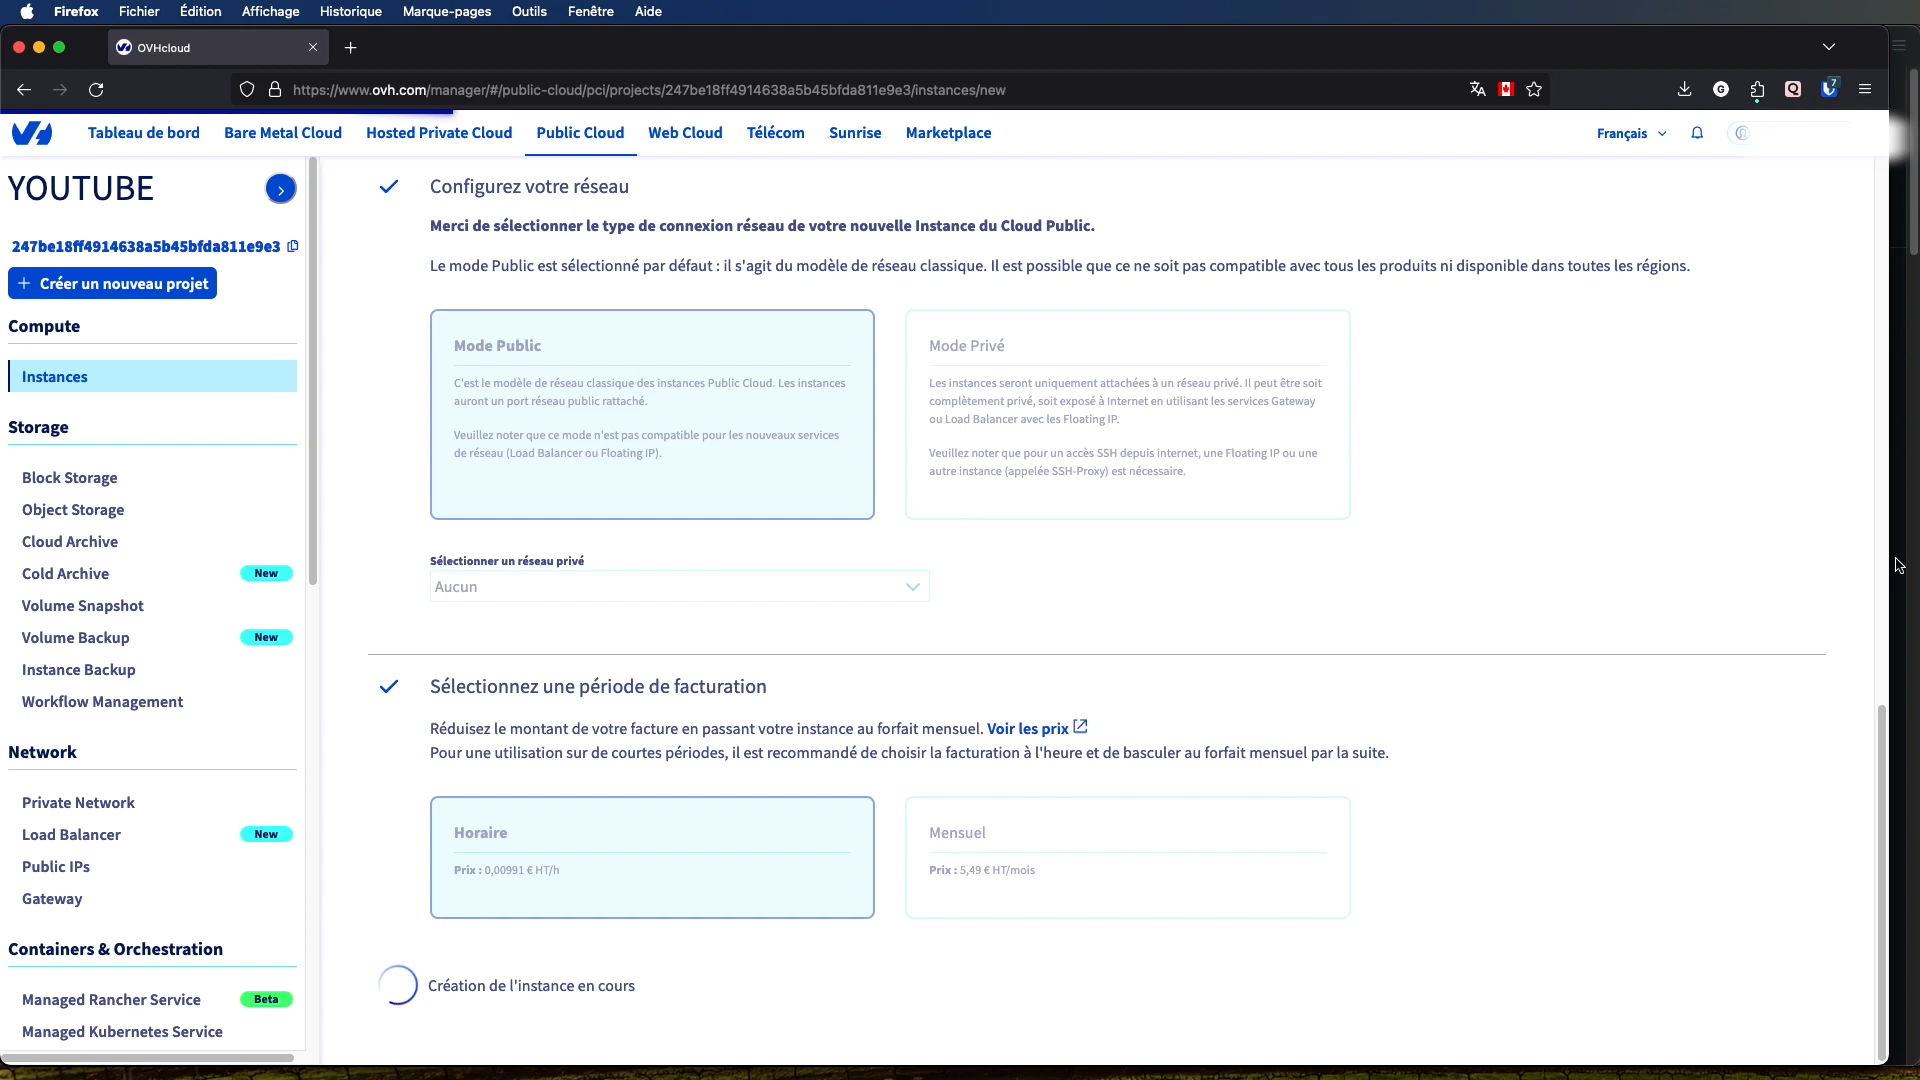 Firefox Fichier Édition Affichage Historique Marque-pages Outils Fenêtre Aide
OVHcloud
https://www.ovh.com/manager/#/public-cloud/pci/projects/247be18ff4914638a5b45bfda811e9e3/instances/new
7
Tableau de bord Bare Metal Cloud Hosted Private Cloud Public Cloud Web Cloud Télécom Sunrise Marketplace Français
YOUTUBE
247be18ff4914638a5b45bfda811e9e3
+ Créer un nouveau projet
Compute
Instances
Storage
Block Storage
Object Storage
Cloud Archive
Cold Archive New
Volume Snapshot
Volume Backup New
Instance Backup
Workflow Management
Network
Private Network
Load Balancer New
Public IPs
Gateway
Containers & Orchestration
Managed Rancher Service Beta
Managed Kubernetes Service
Configurez votre réseau
Merci de sélectionner le type de connexion réseau de votre nouvelle Instance du Cloud Public.
Le mode Public est sélectionné par défaut : il s'agit du modèle de réseau classique. Il est possible que ce ne soit pas compatible avec tous les produits ni disponible dans toutes les régions.
Mode Public
C'est le modèle de réseau classique des instances Public Cloud. Les instances
auront un port réseau public rattaché.
Veuillez noter que ce mode n'est pas compatible pour les nouveaux services
de réseau (Load Balancer ou Floating IP).
Mode Privé
Les instances seront uniquement attachées à un réseau privé. Il peut être soit
complètement privé, soit exposé à Internet en utilisant les services Gateway
ou Load Balancer avec les Floating IP.
Veuillez noter que pour un accès SSH depuis internet, une Floating IP ou une
autre instance (appelée SSH-Proxy) est nécessaire.
Sélectionner un réseau privé
Aucun
Sélectionnez une période de facturation
Réduisez le montant de votre facture en passant votre instance au forfait mensuel. Voir les prix
Pour une utilisation sur de courtes périodes, il est recommandé de choisir la facturation à l'heure et de basculer au forfait mensuel par la suite.
Horaire
Prix : 0,00991 € HT/h
Mensuel
Prix : 5,49 € HT/mois
Création de l'instance en cours